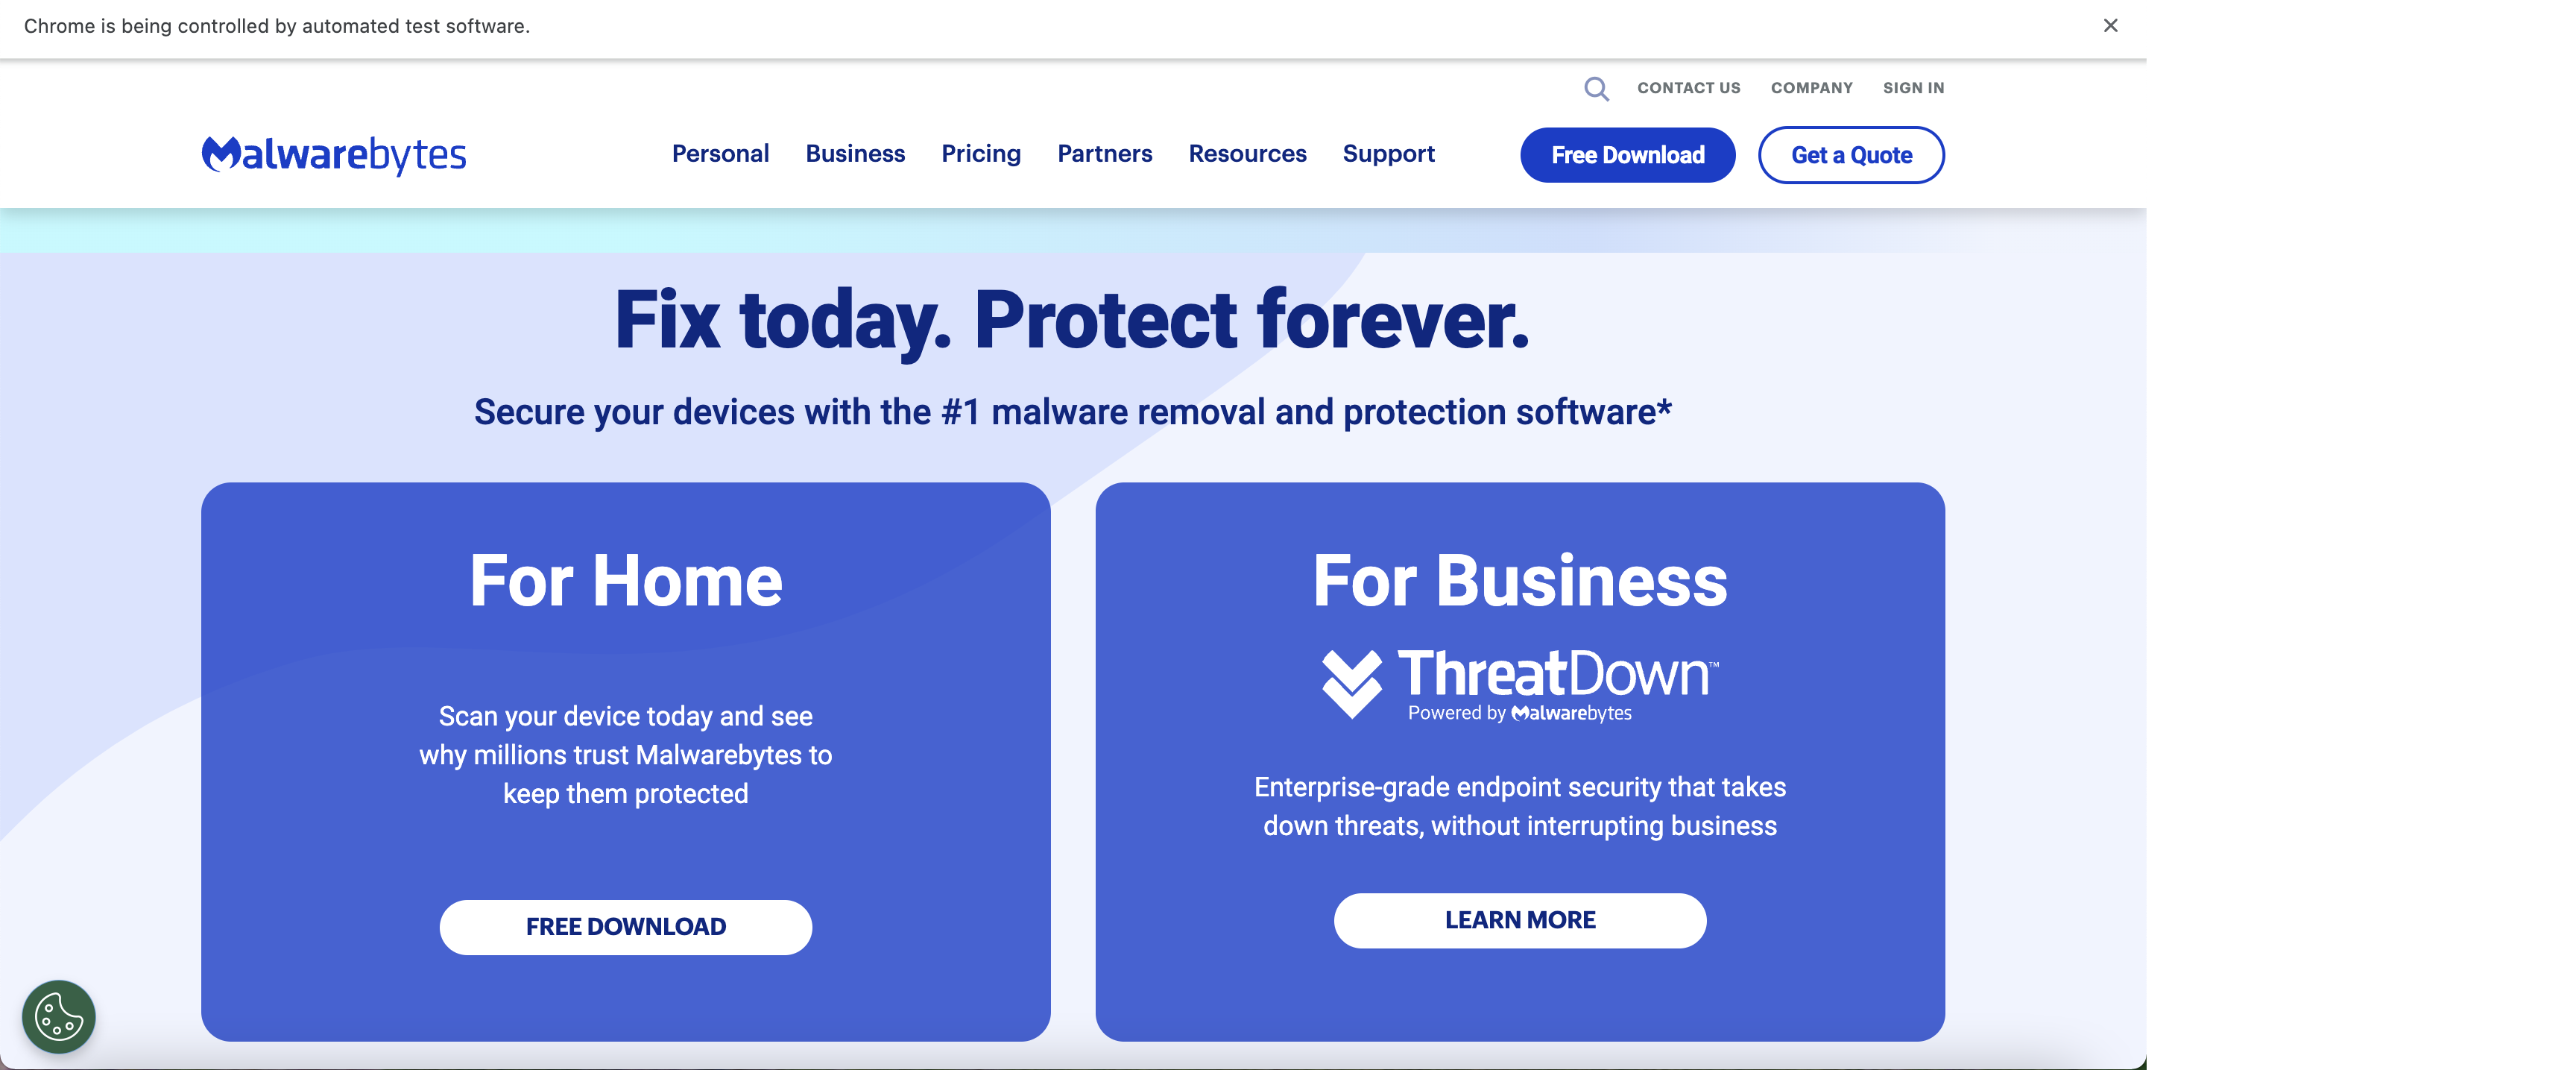 Chrome is being controlled by automated test software.
CONTACT US COMPANY SIGN IN
Malwarebytes Personal Business Pricing Partners Resources Support Free Download Get a Quote
Fix today. Protect forever.
Secure your devices with the #1 malware removal and protection software*
For Home
Scan your device today and see
why millions trust Malwarebytes to
keep them protected
FREE DOWNLOAD
For Business
ThreatDown™
Powered by Malwarebytes
Enterprise-grade endpoint security that takes
down threats, without interrupting business
LEARN MORE